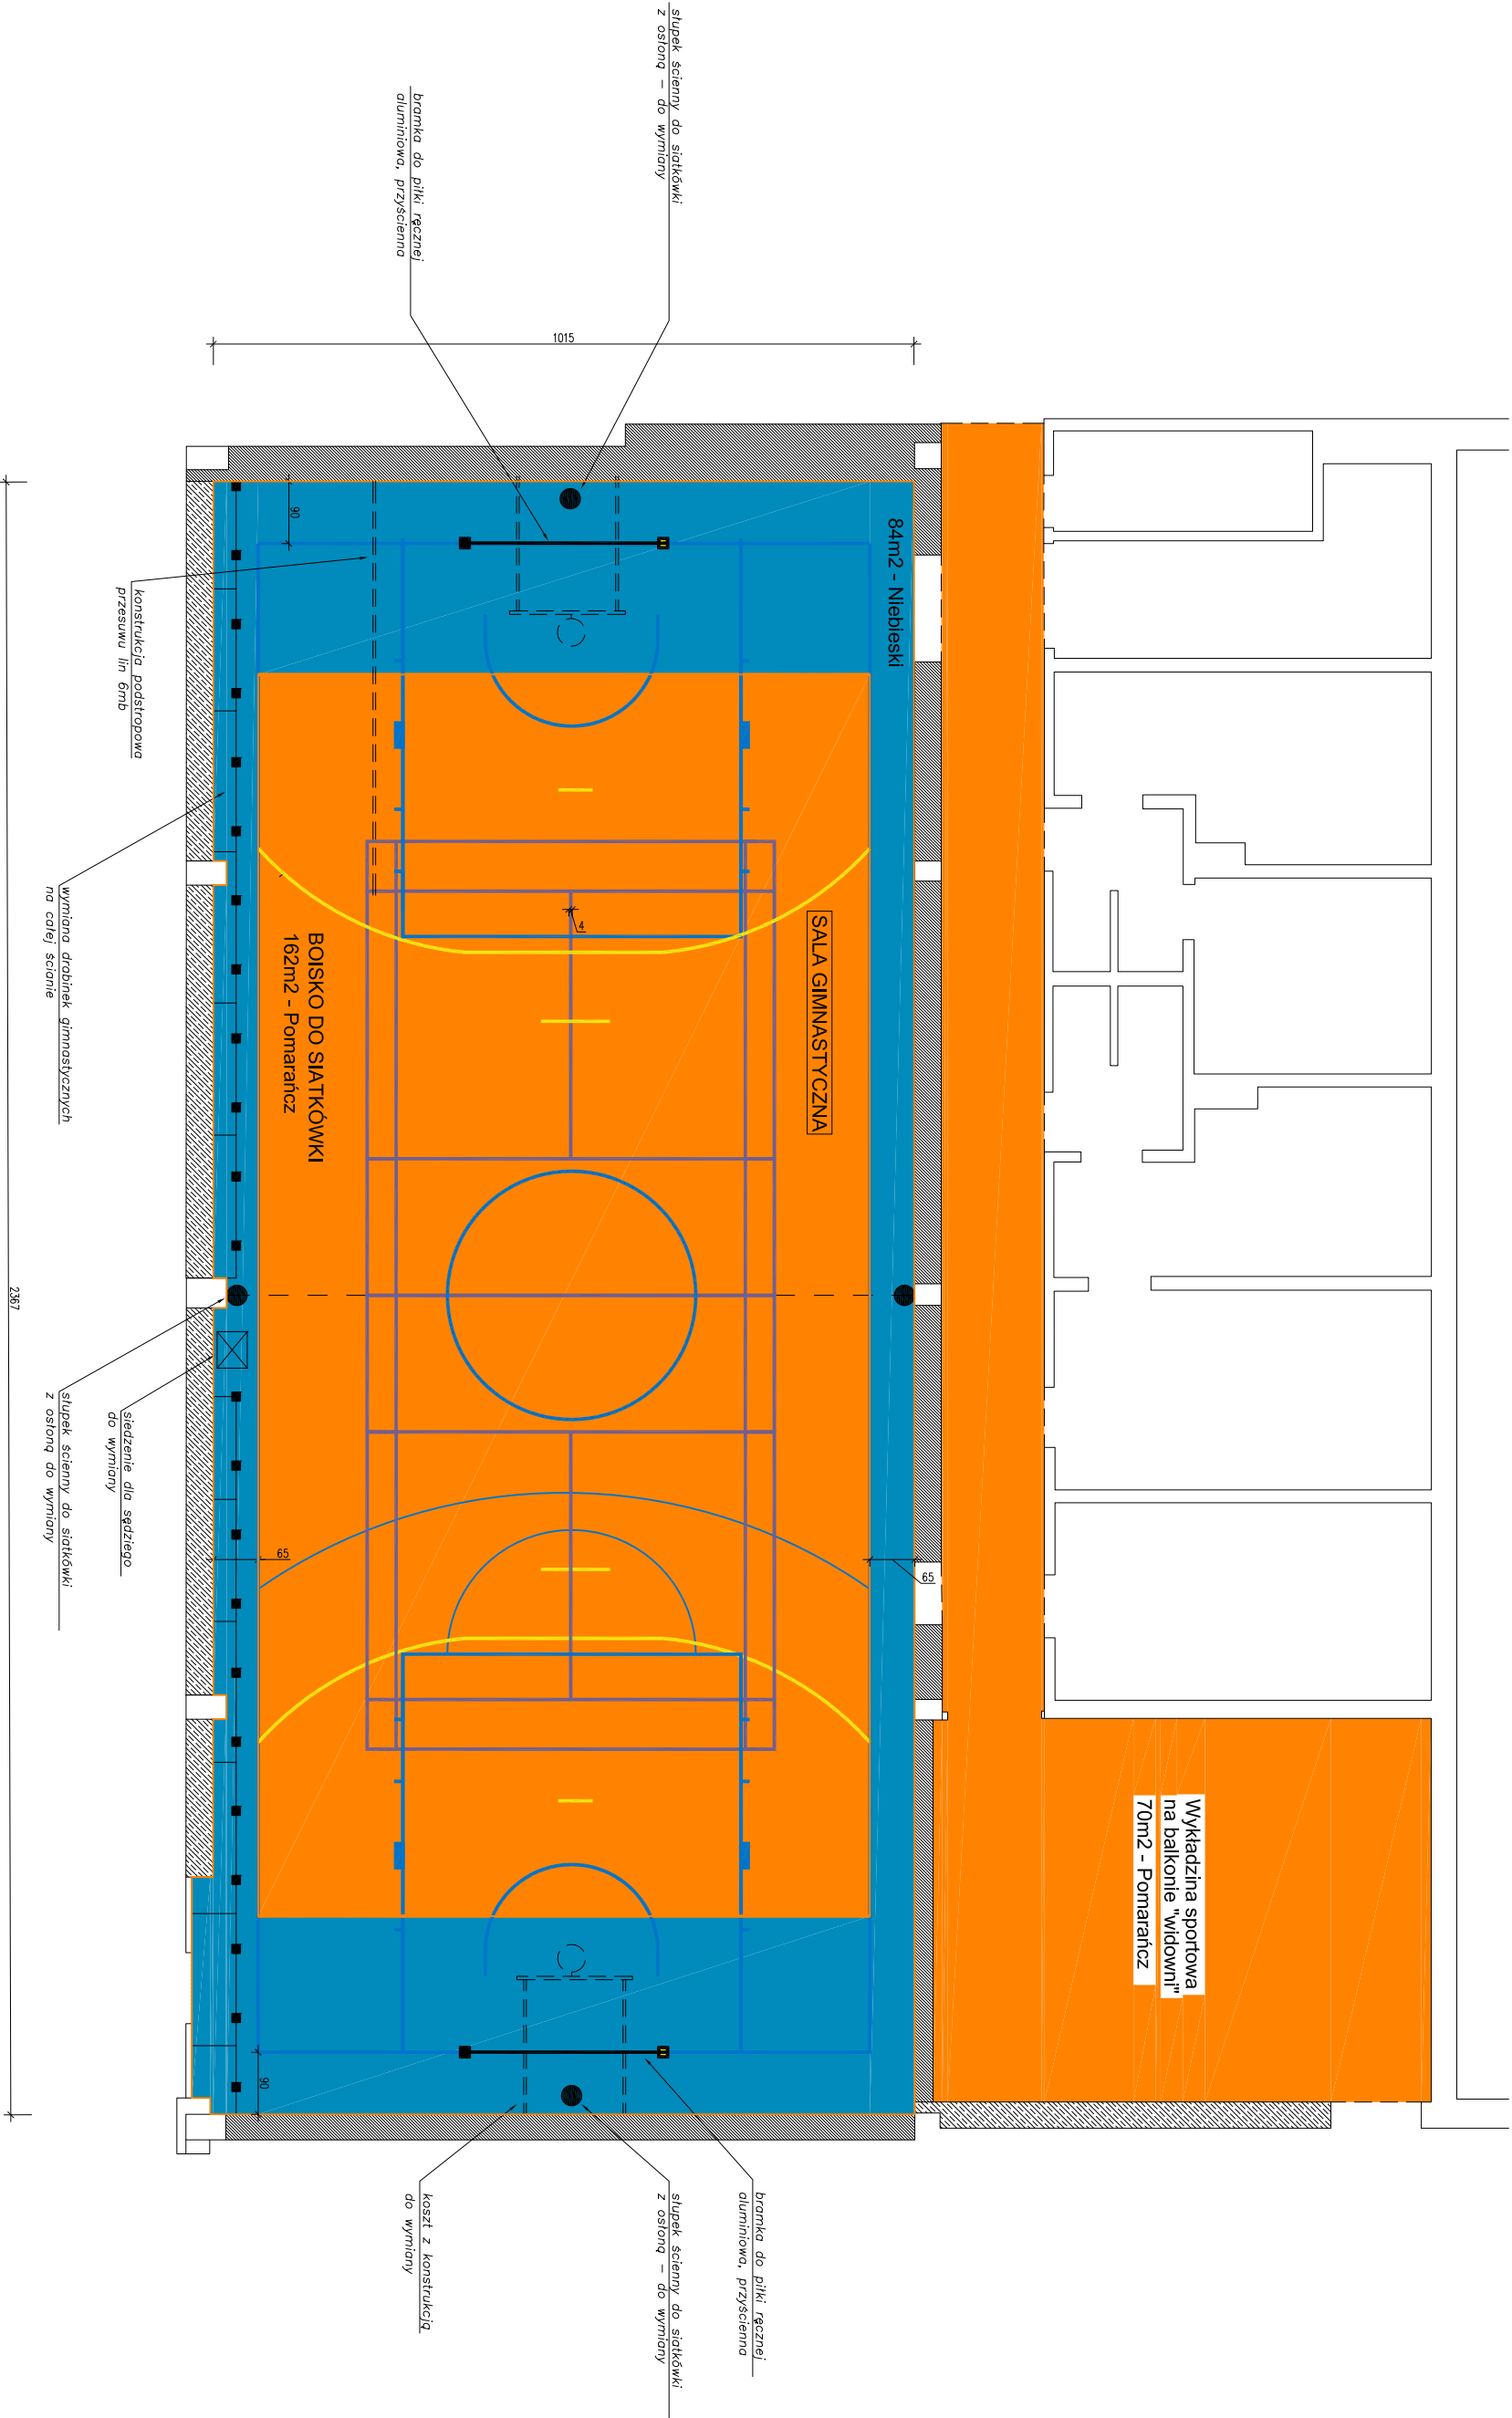 słupek ścienny do siatkówki
z osłoną - do wymiany
bramka do piłki ręcznej
aluminiowa, przyścienna
1015
90
84m2 - Niebieski
konstrukcja podstropowa
przesuwu lin 6mb
wymiana drabinek gimnastycznych
na całej ścianie
4
SALA GIMNASTYCZNA
BOISKO DO SIATKÓWKI
162m2 - Pomarańcz
2367
słupek ścienny do siatkówki
z osłoną do wymiany
siedzenie dla sędziego
do wymiany
65
65
Wykładzina sportowa
na balkonie "widowni"
70m2 - Pomarańcz
90
bramka do piłki ręcznej
aluminiowa, przyścienna
słupek ścienny do siatkówki
z osłoną - do wymiany
koszt z konstrukcją
do wymiany